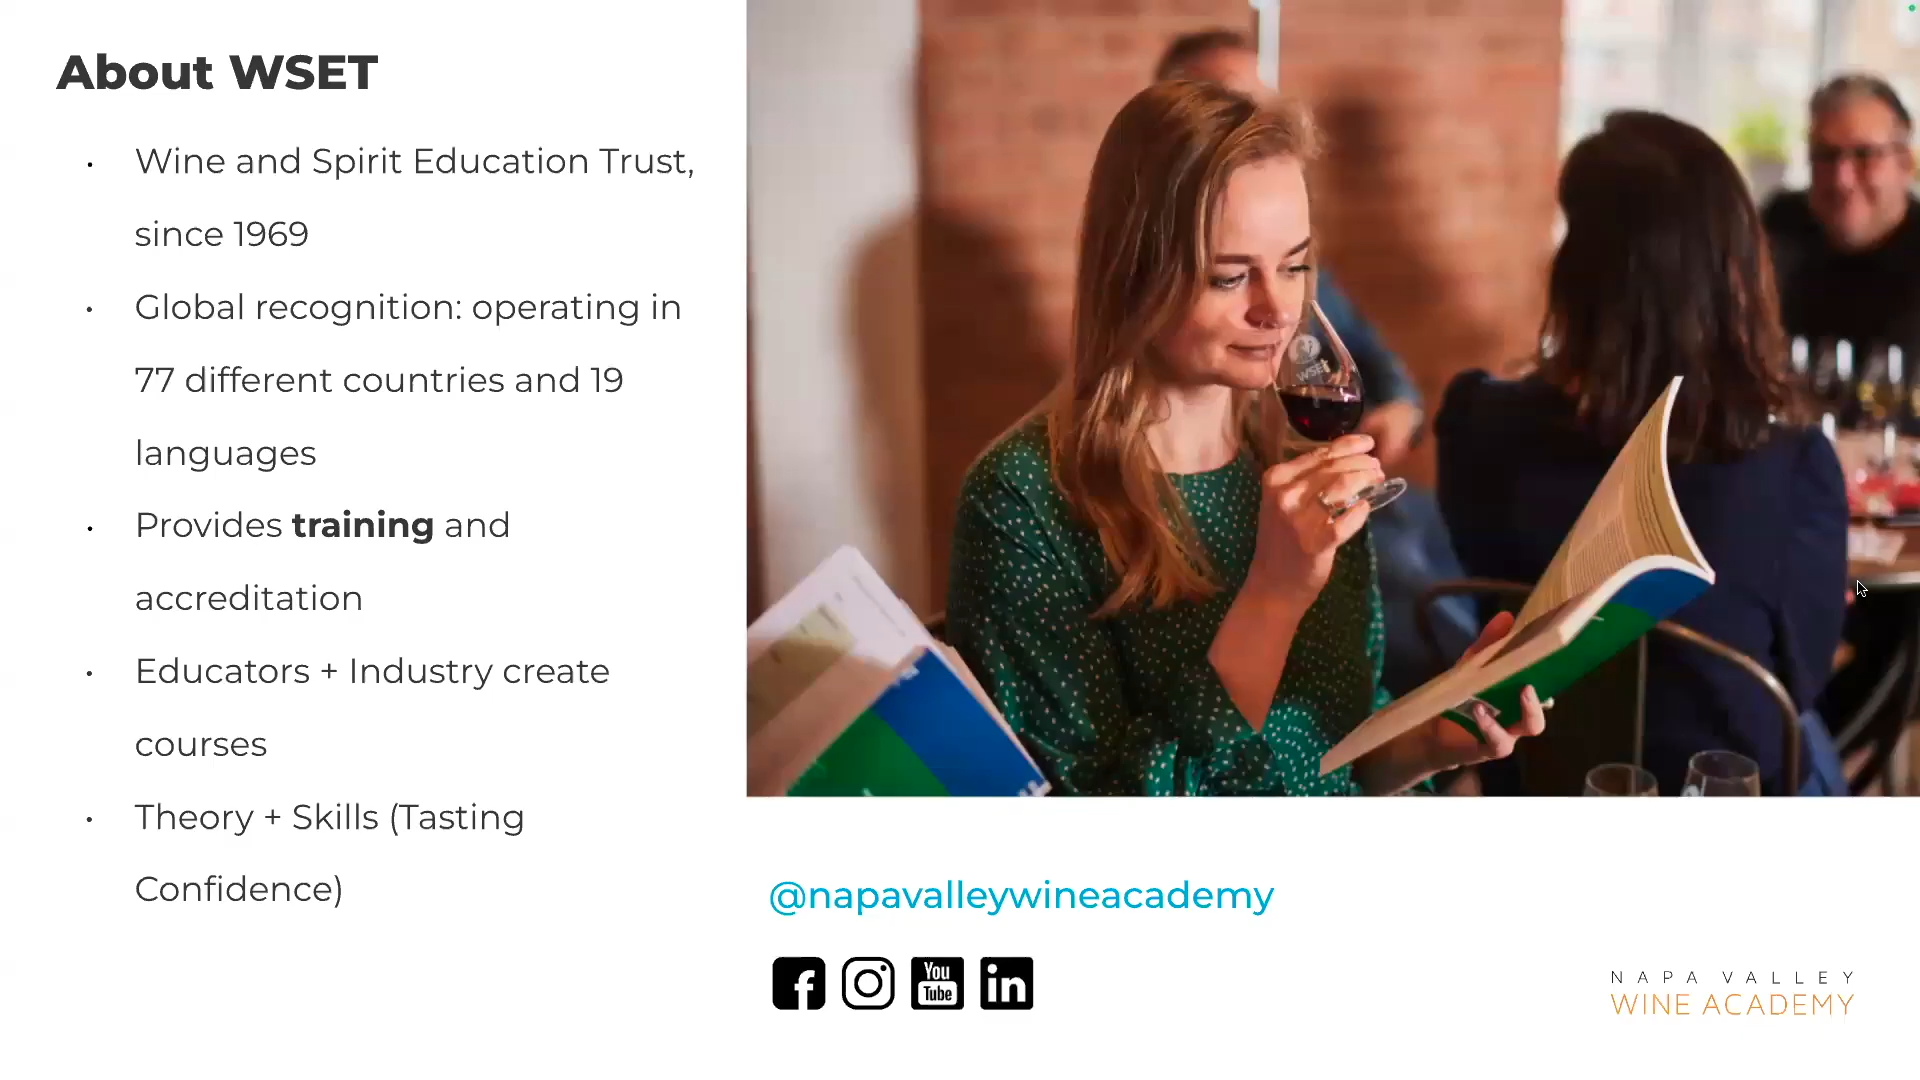 About WSET
• Wine and Spirit Education Trust,
since 1969
• Global recognition: operating in
77 different countries and 19
languages
• Provides training and
accreditation
• Educators + Industry create
courses
• Theory + Skills (Tasting
Confidence)
WSET
@napavalleywineacademy
You
Tube
in
NAPA VALLEY
WINE ACADEMY